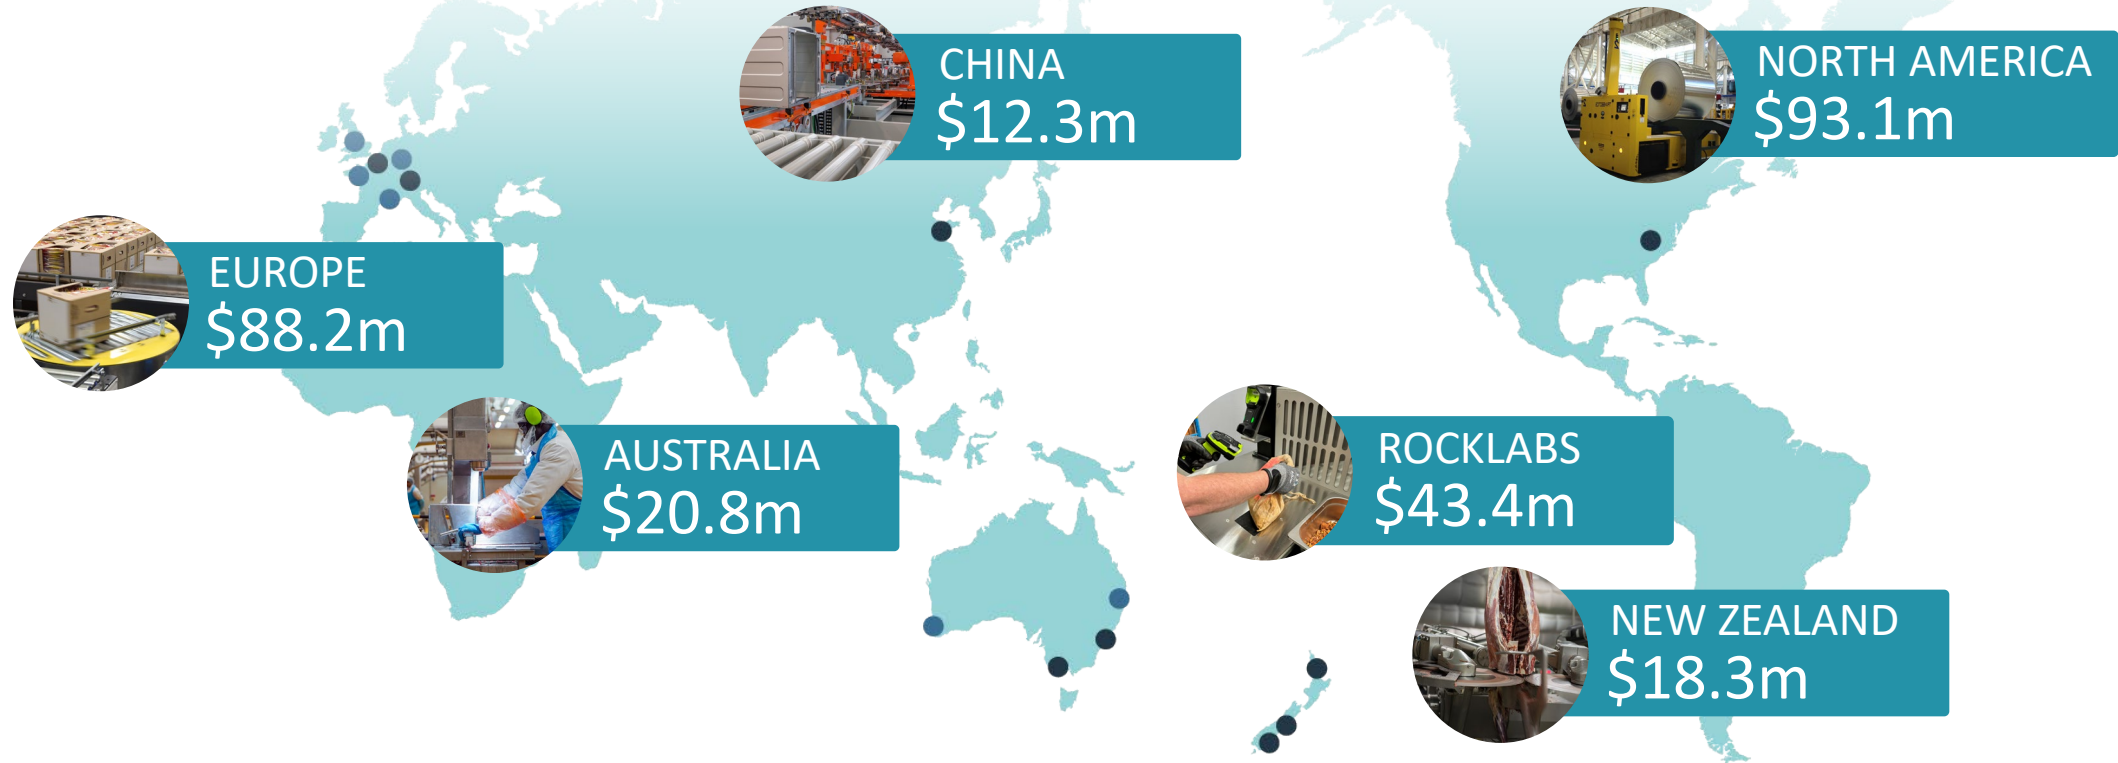 CHINA
$12.3m
NORTH AMERICA
$93.1m
EUROPE
$88.2m
AUSTRALIA
$20.8m
ROCKLABS
$43.4m
NEW ZEALAND
$18.3m